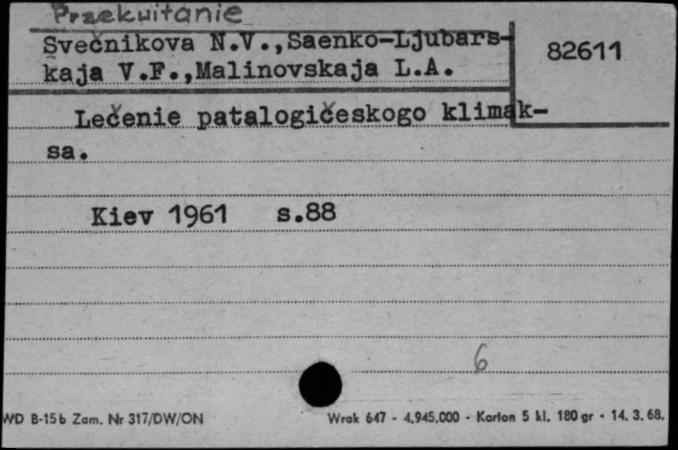 Przekwitanie
Svečnikova N.V.,Saenko-Ljubars-
kaja V.F.,Malinovskaja L.A.
82611
Lečenie patalogičeskogo klimak-
sa.
Kiev 1961 s.88
6
WD B-15b Zam. Nr 317/DW/ON
Wrak 647 - 4.945.000 - Karton 5 kl. 180 gr - 14. 3. 68.